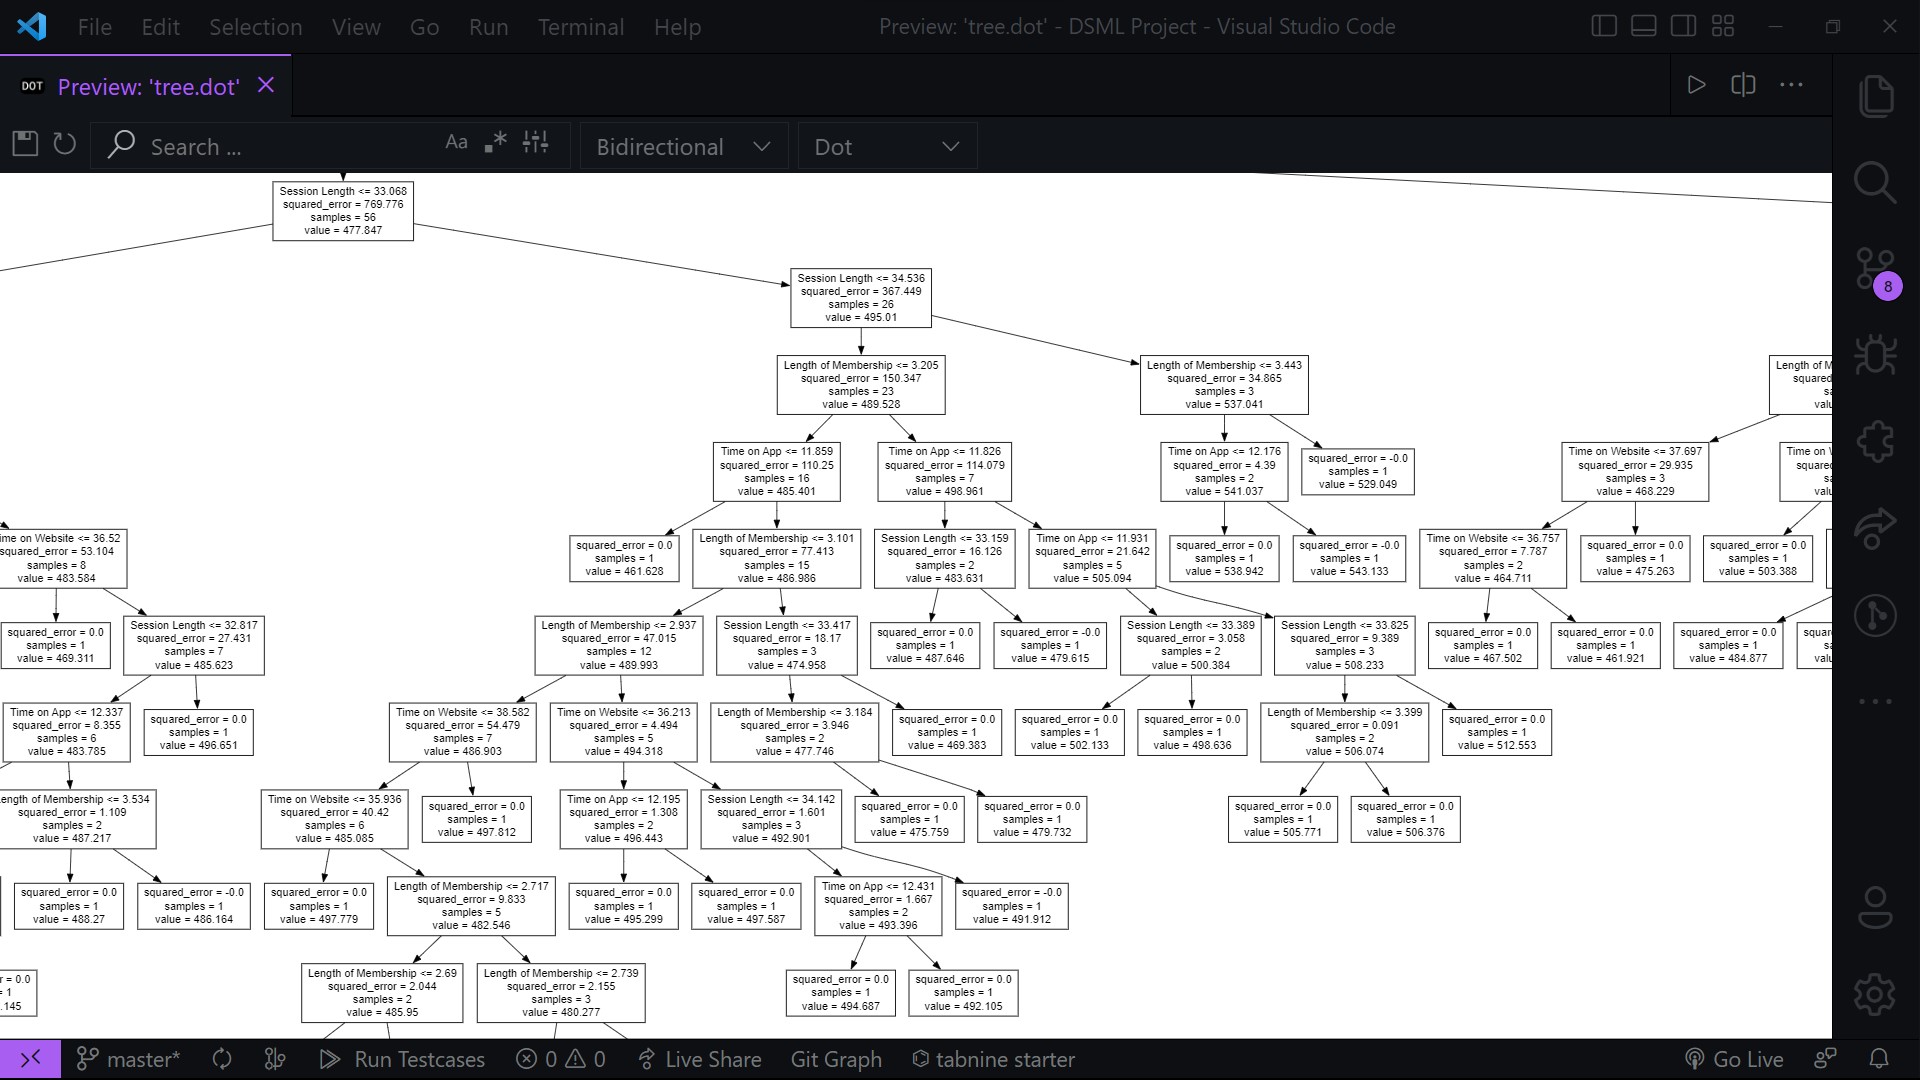 File Edit Selection View Go Run Terminal Help
Preview: 'tree.dot' - DSML Project - Visual Studio Code
DOT Preview: 'tree.dot'
Search ...
Aa
Bidirectional
Dot
8
Session Length <= 33.068
squared_error = 769.776
samples = 56
value = 477.847
Session Length <= 34.536
squared_error = 367.449
samples = 26
value = 495.01
Length of Membership <= 3.205
squared_error = 150.347
samples = 23
value = 489.528
Length of Membership <= 3.443
squared_error = 34.865
samples = 3
value = 537.041
Length of
squared
Time on App <= 11.859
squared_error = 110.25
samples = 16
value = 485.401
Time on App <= 11.826
squared_error = 114.079
samples = 7
value = 498.961
Time on App <= 12.176
squared_error = 4.39
samples = 2
value = 541.037
squared_error = -0.0
samples = 1
value = 529.049
Time on Website <= 37.697
squared_error = 29.935
samples = 3
value = 468.229
Time on
ime on Website <= 36.52
squared_error = 53.104
samples = 8
value = 483.584
squared_error = 0.0
samples = 1
value = 461.628
Length of Membership <= 3.101
squared_error = 77.413
samples = 15
value = 486.986
Session Length <= 33.159
squared_error = 16.126
samples = 2
value = 483.631
Time on App <= 11.931
squared_error = 21.642
samples = 5
value = 505.094
squared_error = 0.0
samples = 1
value = 538.942
squared_error = -0.0
samples = 1
value = 543.133
Time on Website <= 36.757
squared_error = 7.787
samples = 2
value = 464.711
squared_error = 0.0
samples = 1
value = 475.263
squared_error = 0.0
samples = 1
value = 503.388
squared_error = 0.0
samples = 1
value = 469.311
Session Length <= 32.817
squared_error = 27.431
samples = 7
value = 485.623
Length of Membership <= 2.937
squared_error = 47.015
samples = 12
value = 489.993
Session Length <= 33.417
squared_error = 18.17
samples = 3
value = 474.958
squared_error = 0.0
samples = 1
value = 487.646
squared_error = -0.0
samples = 1
value = 479.615
Session Length <= 33.389
squared_error = 3.058
samples = 2
value = 500.384
Session Length <= 33.825
squared_error = 9.389
samples = 3
value = 508.233
squared_error = 0.0
samples = 1
value = 467.502
squared_error = 0.0
samples = 1
value = 461.921
squared_error = 0.0
samples = 1
value = 484.877
Time on App <= 12.337
squared_error = 8.355
samples = 6
value = 483.785
squared_error = 0.0
samples = 1
value = 496.651
Time on Website <= 38.582
squared_error = 54.479
samples = 7
value = 486.903
Time on Website <= 36.213
squared_error = 4.494
samples = 5
value = 494.318
Length of Membership <= 3.184
squared_error = 3.946
samples = 2
value = 477.746
squared_error = 0.0
samples = 1
value = 469.383
squared_error = 0.0
samples = 1
value = 502.133
squared_error = 0.0
samples = 1
value = 498.636
Length of Membership <= 3.399
squared_error = 0.091
samples = 2
value = 506.074
squared_error = 0.0
samples = 1
value = 512.553
ength of Membership <= 3.534
squared_error = 1.109
samples = 2
value = 487.217
Time on Website <= 35.936
squared_error = 40.42
samples = 6
value = 485.085
squared_error = 0.0
samples = 1
value = 497.812
Time on App <= 12.195
squared_error = 1.308
samples = 2
value = 496.443
Session Length <= 34.142
squared_error = 1.601
samples = 3
value = 492.901
squared_error = 0.0
samples = 1
value = 475.759
squared_error = 0.0
samples = 1
value = 479.732
squared_error = 0.0
samples = 1
value = 505.771
squared_error = 0.0
samples = 1
value = 506.376
squared_error = 0.0
samples = 1
value = 488.27
squared_error = -0.0
samples = 1
value = 486.164
squared_error = 0.0
samples = 1
value = 497.779
Length of Membership <= 2.717
squared_error = 9.833
samples = 5
value = 482.546
squared_error = 0.0
samples = 1
value = 495.299
squared_error = 0.0
samples = 1
value = 497.587
Time on App <= 12.431
squared_error = 1.667
samples = 2
value = 493.396
squared_error = -0.0
samples = 1
value = 491.912
r = 0.0
= 1
.145
Length of Membership <= 2.69
squared_error = 2.044
samples = 2
value = 485.95
Length of Membership <= 2.739
squared_error = 2.155
samples = 3
value = 480.277
squared_error = 0.0
samples = 1
value = 494.687
squared_error = 0.0
samples = 1
value = 492.105
master* Run Testcases 0 0 Live Share Git Graph tabnine starter Go Live